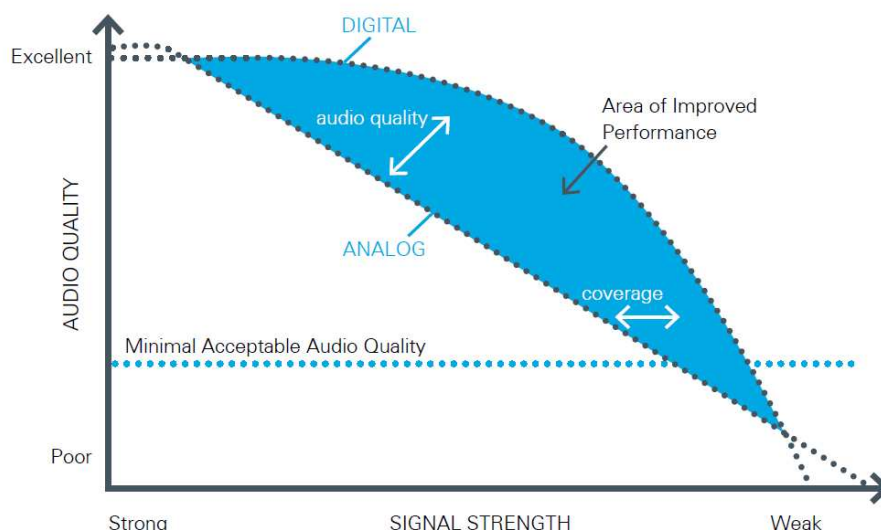 DIGITAL
Excellent
audio quality
Area of Improved
Performance
AUDIO QUALITY
ANALOG
coverage
Minimal Acceptable Audio Quality
Poor
Strong
SIGNAL STRENGTH
Weak